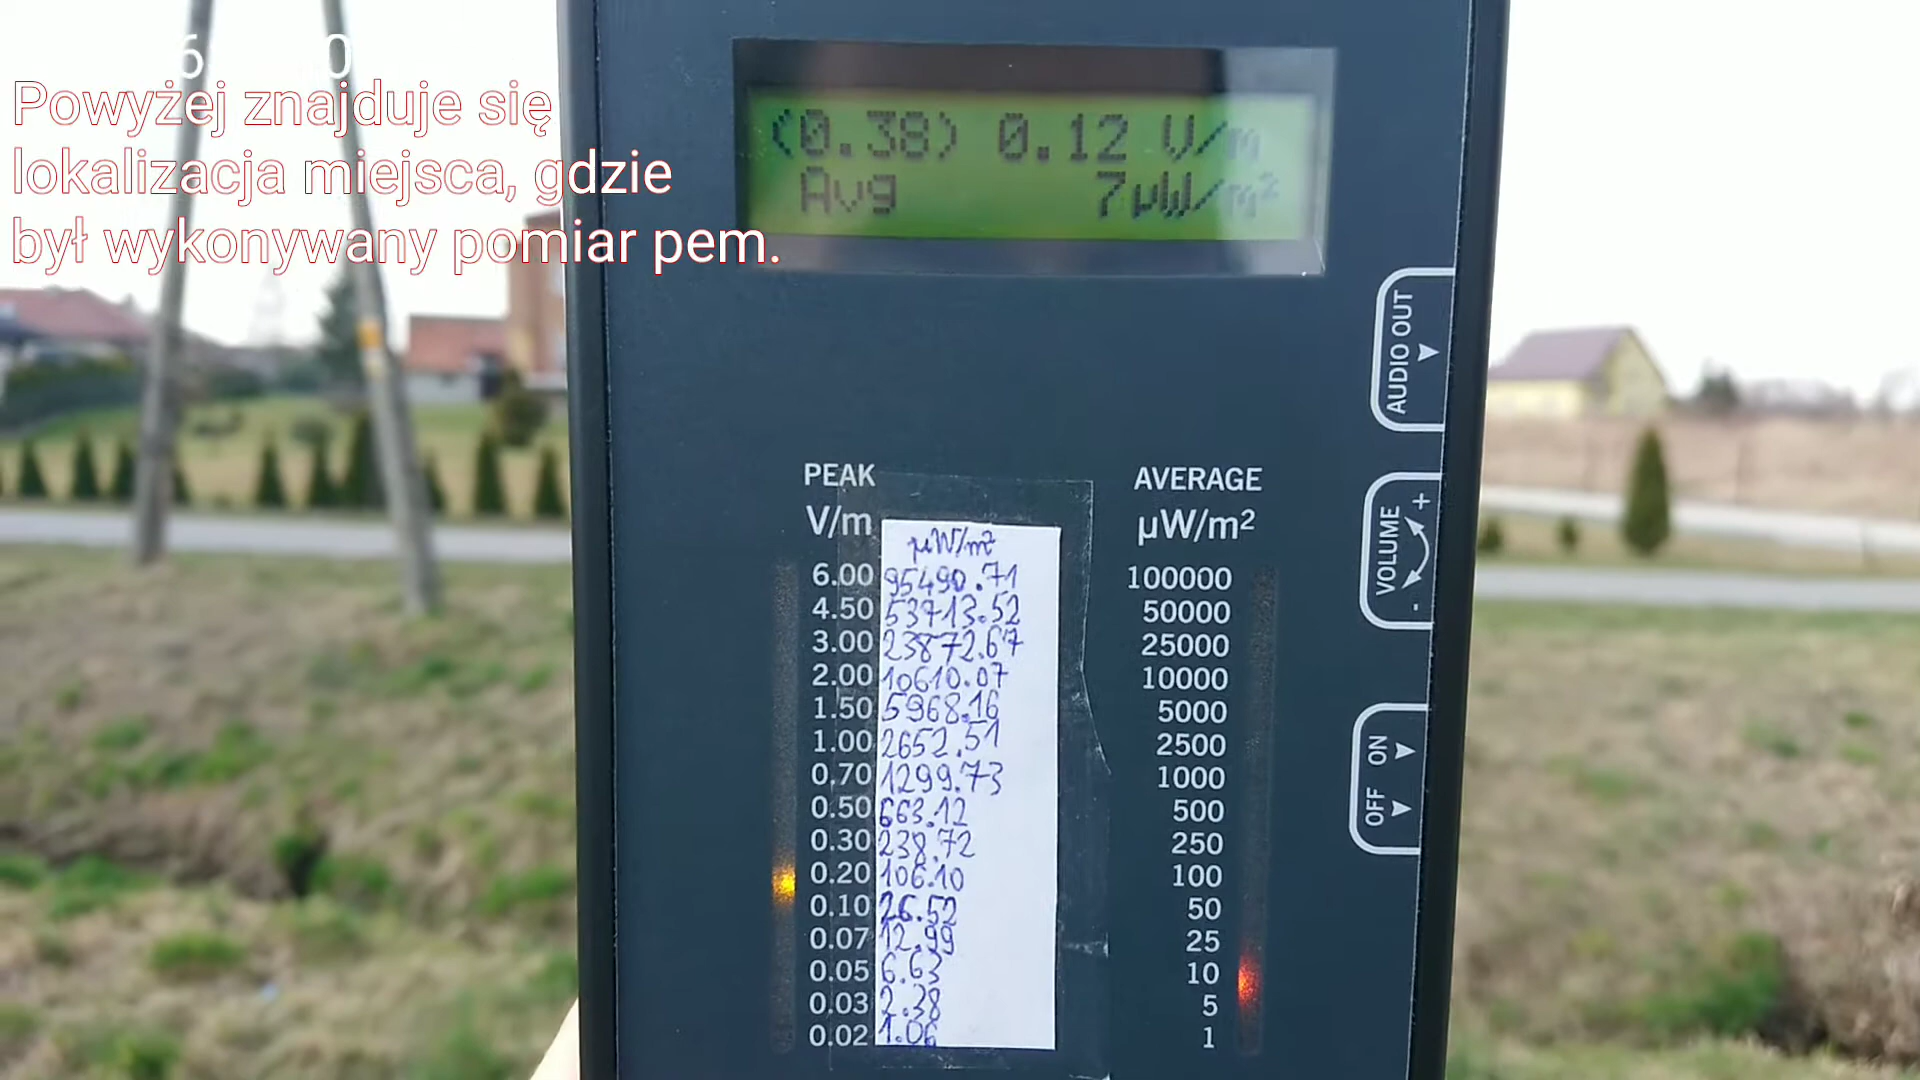 Powyżej znajduje się
lokalizacja miejsca, gdzie
był wykonywany pomiar pem.
(0.38) 0.12 V/m
Avg 7µW/m²
AUDIO OUT
VOLUME
- +
OFF ON
PEAK AVERAGE
V/m µW/m² µW/m²
6.00 95490.71 100000
4.50 53713.52 50000
3.00 23872.67 25000
2.00 10610.07 10000
1.50 5968.16 5000
1.00 2652.51 2500
0.70 1299.73 1000
0.50 663.12 500
0.30 238.72 250
0.20 106.10 100
0.10 26.52 50
0.07 12.99 25
0.05 6.63 10
0.03 2.38 5
0.02 1.06 1